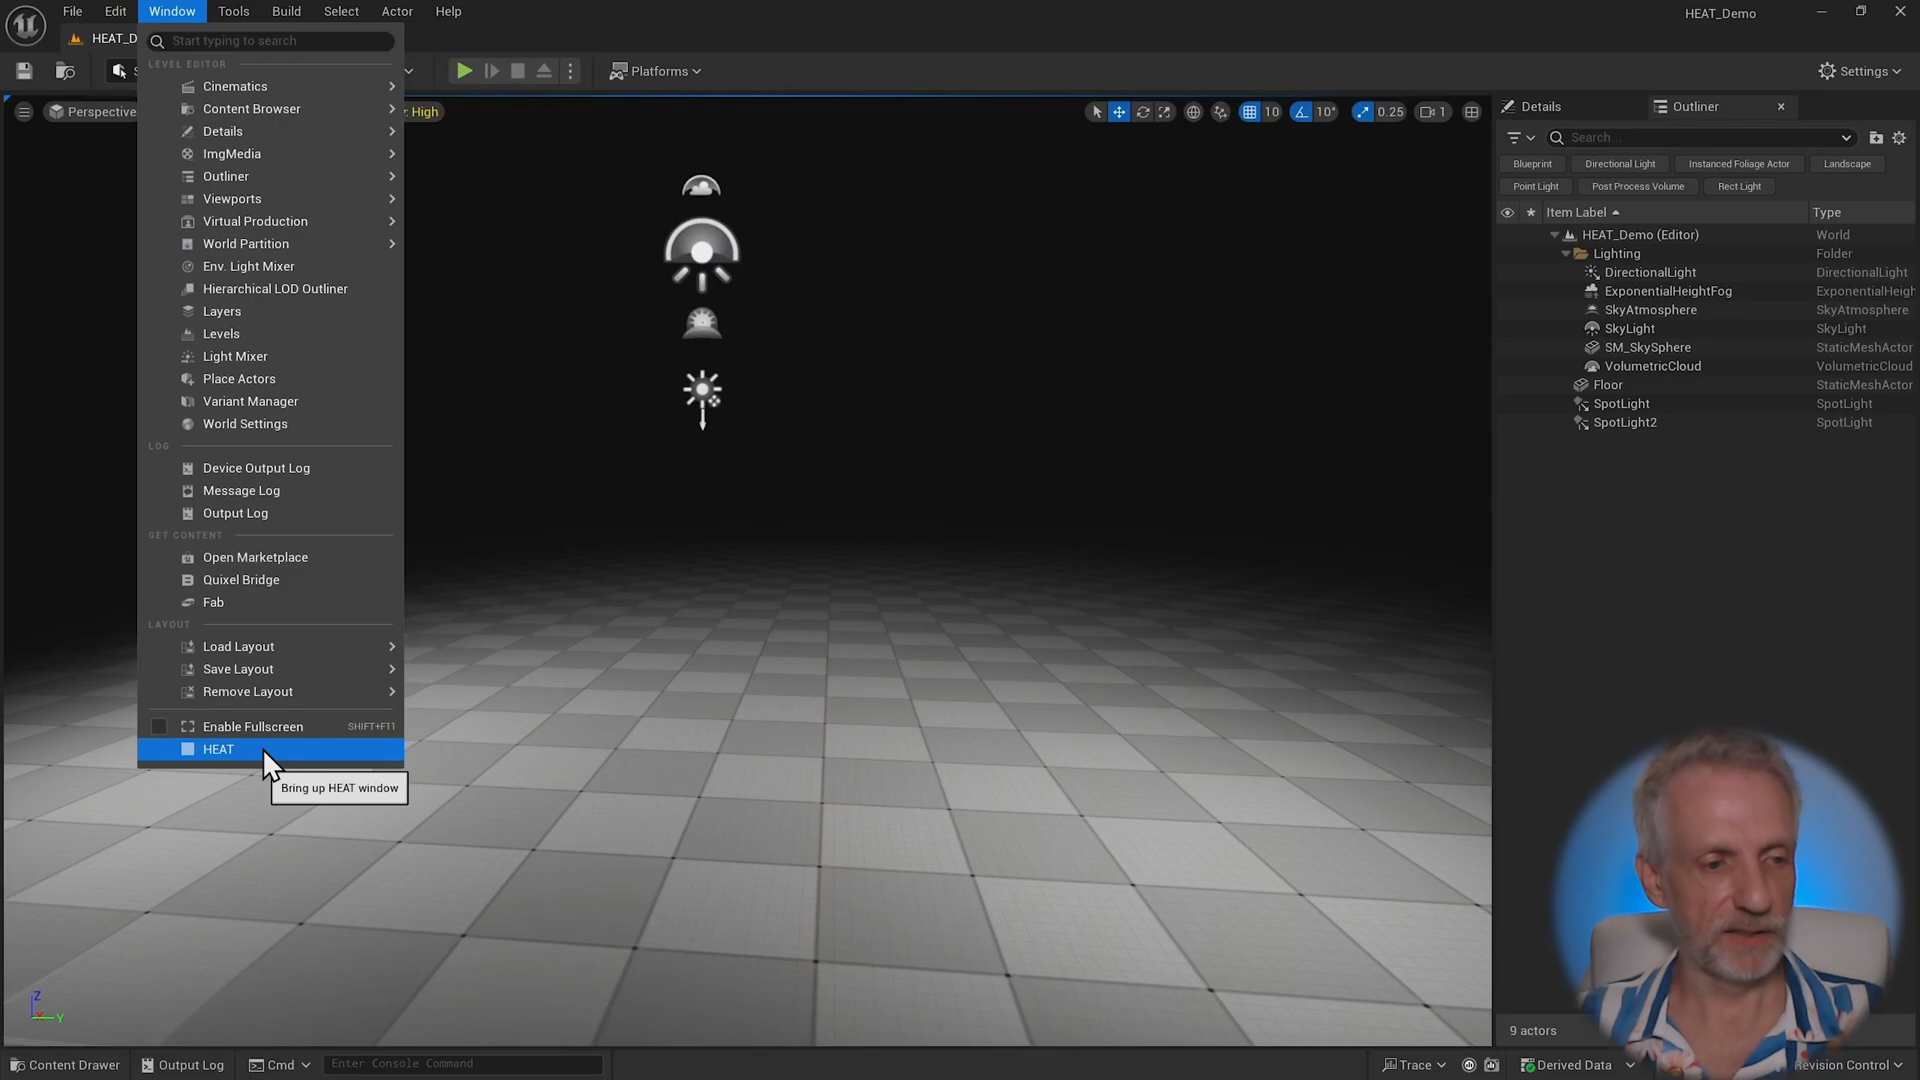 File Edit Window Tools Build Select Actor Help
HEAT_Demo
HEAT_D
Start typing to search
Platforms
Settings
LEVEL EDITOR
Cinematics
Content Browser
Details
ImgMedia
Outliner
Viewports
Virtual Production
World Partition
Env. Light Mixer
Hierarchical LOD Outliner
Layers
Levels
Light Mixer
Place Actors
Variant Manager
World Settings
LOG
Device Output Log
Message Log
Output Log
GET CONTENT
Open Marketplace
Quixel Bridge
Fab
LAYOUT
Load Layout
Save Layout
Remove Layout
Enable Fullscreen SHIFT+F11
HEAT
Bring up HEAT window
Perspective
: High
10 10° 0.25 1
Z
X
Y
Details Outliner
Search...
Blueprint Directional Light Instanced Foliage Actor Landscape
Point Light Post Process Volume Rect Light
Item Label Type
HEAT_Demo (Editor) World
Lighting Folder
DirectionalLight DirectionalLight
ExponentialHeightFog ExponentialHeigh
SkyAtmosphere SkyAtmosphere
SkyLight SkyLight
SM_SkySphere StaticMeshActor
VolumetricCloud VolumetricCloud
Floor StaticMeshActor
SpotLight SpotLight
SpotLight2 SpotLight
9 actors
Content Drawer Output Log Cmd Enter Console Command Trace Derived Data Revision Control